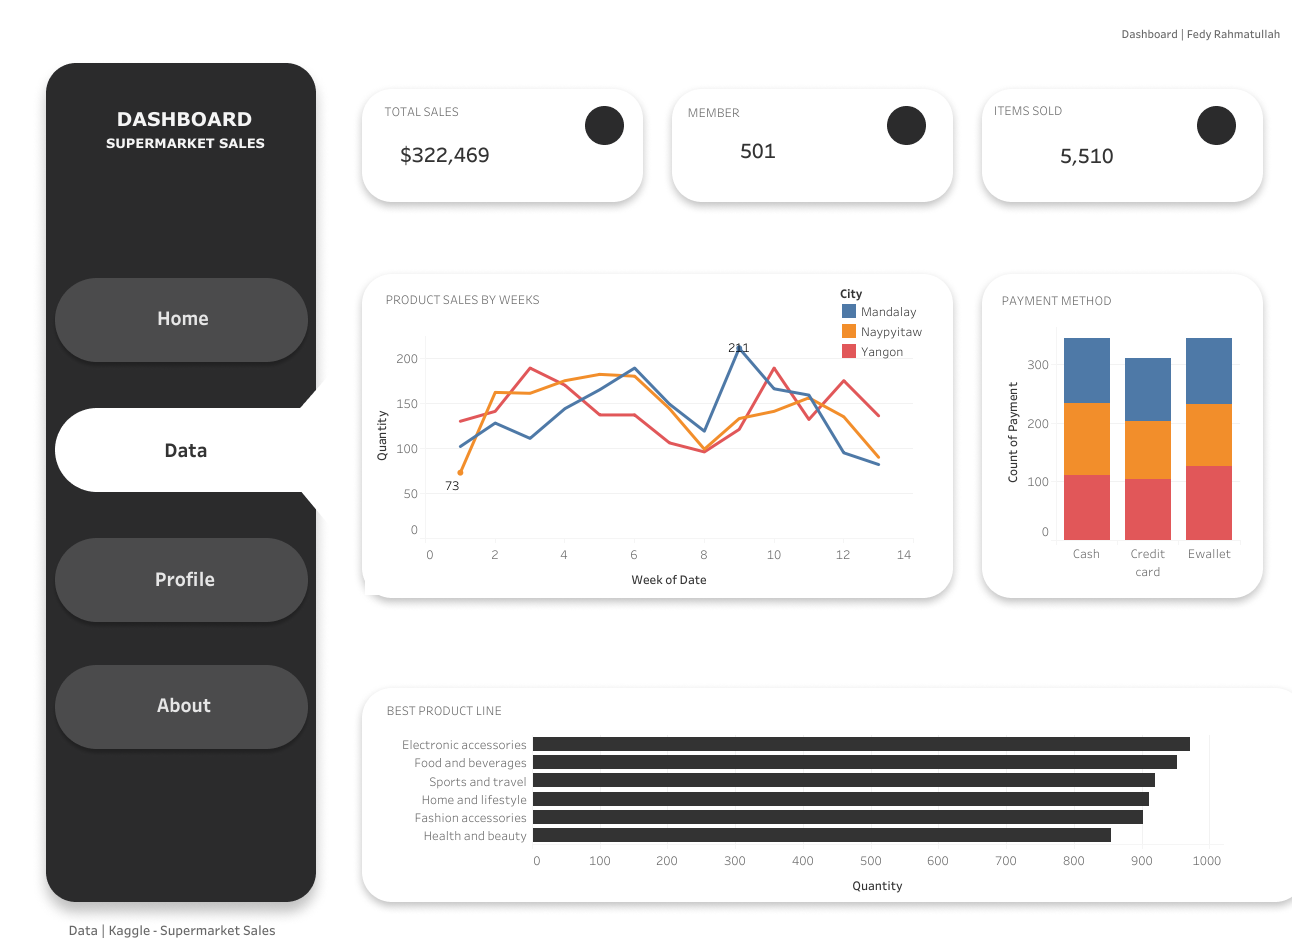 Dashboard | Fedy Rahmatullah
DASHBOARD
SUPERMARKET SALES
Home
Data
Profile
About
Data | Kaggle - Supermarket Sales
TOTAL SALES
$322,469
MEMBER
501
ITEMS SOLD
5,510
PRODUCT SALES BY WEEKS
City
Mandalay
Naypyitaw
Yangon
211
73
Quantity
200
150
100
50
0
0 2 4 6 8 10 12 14
Week of Date
PAYMENT METHOD
Count of Payment
300
200
100
0
Cash Credit card Ewallet
BEST PRODUCT LINE
Electronic accessories
Food and beverages
Sports and travel
Home and lifestyle
Fashion accessories
Health and beauty
0 100 200 300 400 500 600 700 800 900 1000
Quantity